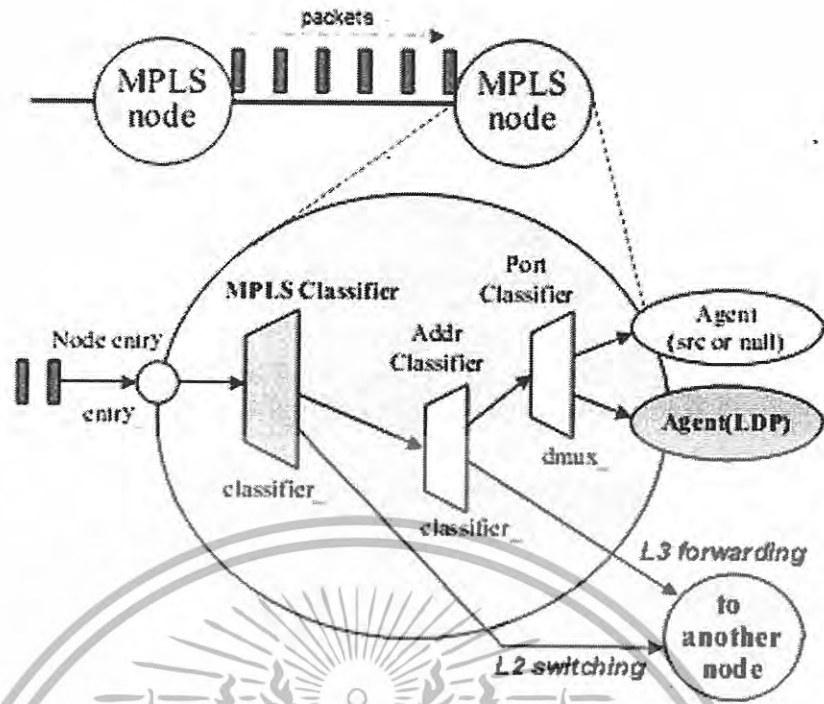 packets
MPLS
node
MPLS
node
MPLS Classifier
Port
Classifier
Addr
Classifier
Node entry
entry_
classifier_
classifier_
dmux_
Agent
(src or null)
Agent(LDP)
L3 forwarding
L2 switching
to
another
node